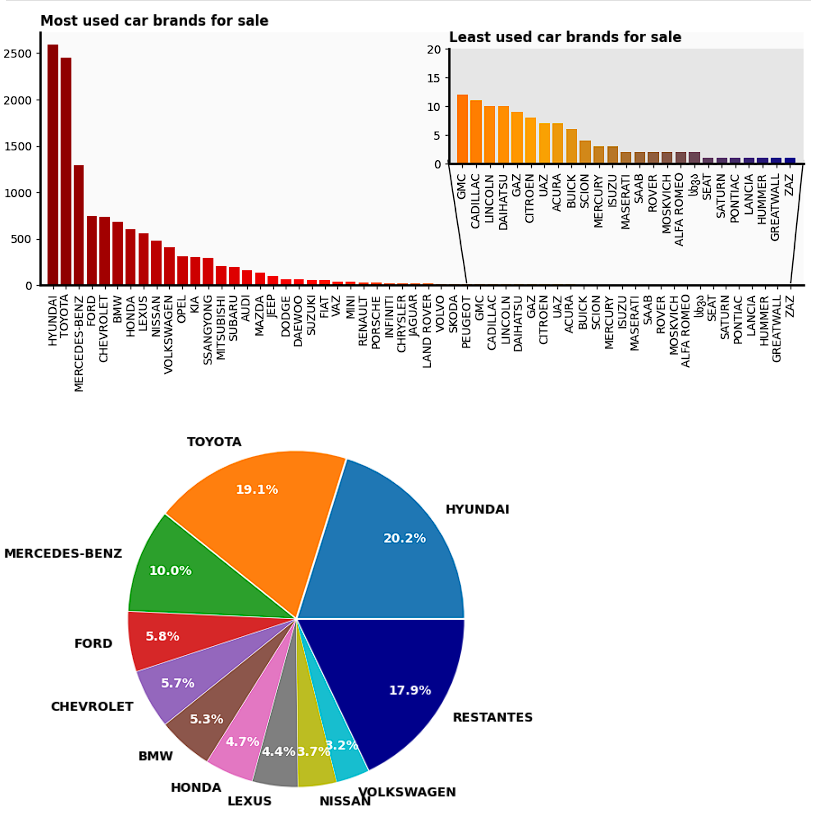 Most used car brands for sale
Least used car brands for sale
2500
2000
1500
1000
500
0
20
15
10
5
0
GMC
CADILLAC
LINCOLN
DAIHATSU
GAZ
CITROEN
UAZ
ACURA
BUICK
SCION
MERCURY
ISUZU
MASERATI
SAAB
ROVER
MOSKVICH
ALFA ROMEO
სხვა
SEAT
SATURN
PONTIAC
LANCIA
HUMMER
GREATWALL
ZAZ
HYUNDAI
TOYOTA
MERCEDES-BENZ
FORD
CHEVROLET
BMW
HONDA
LEXUS
NISSAN
VOLKSWAGEN
OPEL
KIA
SSANGYONG
MITSUBISHI
SUBARU
AUDI
MAZDA
JEEP
DODGE
DAEWOO
SUZUKI
FIAT
VAZ
MINI
RENAULT
PORSCHE
INFINITI
CHRYSLER
JAGUAR
LAND ROVER
VOLVO
SKODA
PEUGEOT
GMC
CADILLAC
LINCOLN
DAIHATSU
GAZ
CITROEN
UAZ
ACURA
BUICK
SCION
MERCURY
ISUZU
MASERATI
SAAB
ROVER
MOSKVICH
ALFA ROMEO
სხვა
SEAT
SATURN
PONTIAC
LANCIA
HUMMER
GREATWALL
ZAZ
TOYOTA
19.1%
HYUNDAI
20.2%
MERCEDES-BENZ
10.0%
FORD
5.8%
CHEVROLET
5.7%
BMW
5.3%
HONDA
4.7%
LEXUS
4.4%
NISSAN
3.7%
VOLKSWAGEN
3.2%
RESTANTES
17.9%